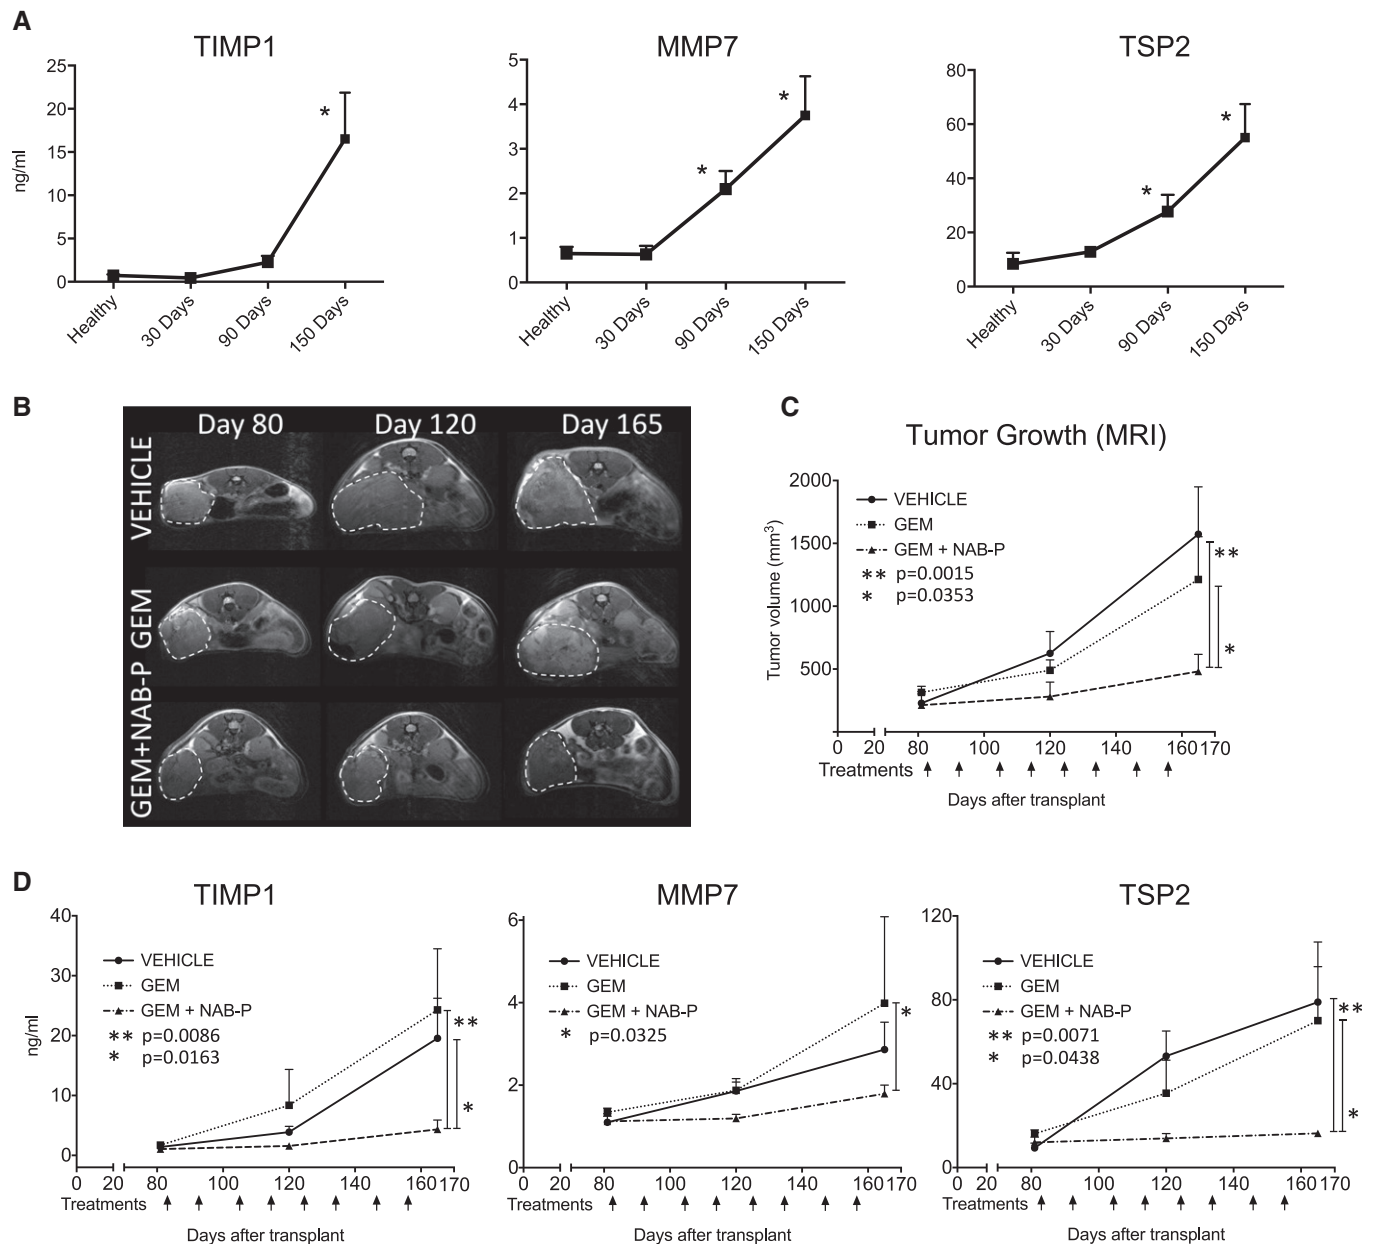 A
TIMP1
MMP7
TSP2
ng/ml
25
20
15
10
5
0
Healthy
30 Days
90 Days
150 Days
*
5
4
3
2
1
0
Healthy
30 Days
90 Days
150 Days
*
*
80
60
40
20
0
Healthy
30 Days
90 Days
150 Days
*
*
B
Day 80
Day 120
Day 165
VEHICLE
GEM
GEM+NAB-P
C
Tumor Growth (MRI)
Tumor volume (mm³)
2000
1500
1000
500
VEHICLE
GEM
GEM + NAB-P
** p=0.0015
* p=0.0353
**
*
0 20 80 100 120 140 160 170
Treatments
Days after transplant
D
TIMP1
ng/ml
40
30
20
10
0
VEHICLE
GEM
GEM + NAB-P
** p=0.0086
* p=0.0163
**
*
0 20 80 100 120 140 160 170
Treatments
Days after transplant
MMP7
6
4
2
0
VEHICLE
GEM
GEM + NAB-P
* p=0.0325
*
0 20 80 100 120 140 160 170
Treatments
Days after transplant
TSP2
120
80
40
0
VEHICLE
GEM
GEM + NAB-P
** p=0.0071
* p=0.0438
**
*
0 20 80 100 120 140 160 170
Treatments
Days after transplant